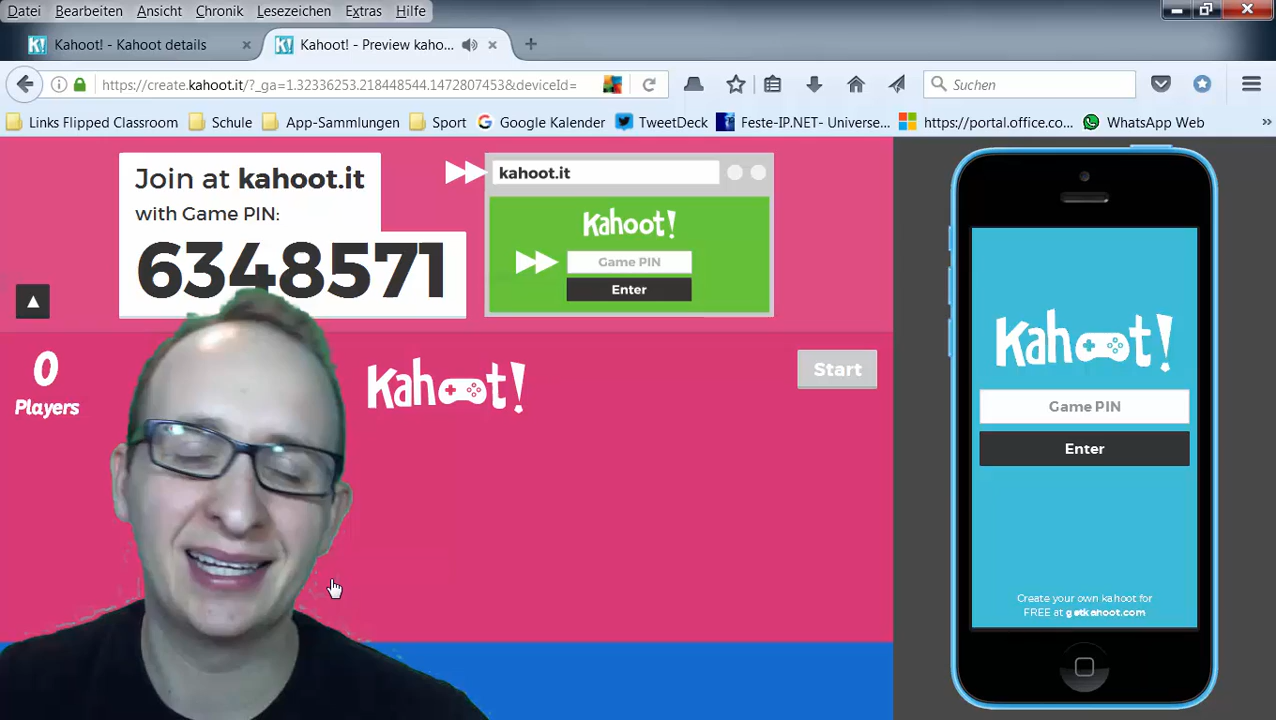 Datei Bearbeiten Ansicht Chronik Lesezeichen Extras Hilfe
Kahoot! - Kahoot details
Kahoot! - Preview kaho...
https://create.kahoot.it/?_ga=1.32336253.218448544.1472807453&deviceId=
Suchen
Links Flipped Classroom Schule App-Sammlungen Sport Google Kalender TweetDeck Feste-IP.NET- Universe... https://portal.office.co... WhatsApp Web
Join at kahoot.it
with Game PIN:
6348571
kahoot.it
Kahoot!
Game PIN
Enter
0
Players
Kahoot!
Start
Kahoot!
Game PIN
Enter
Create your own kahoot for
FREE at getkahoot.com